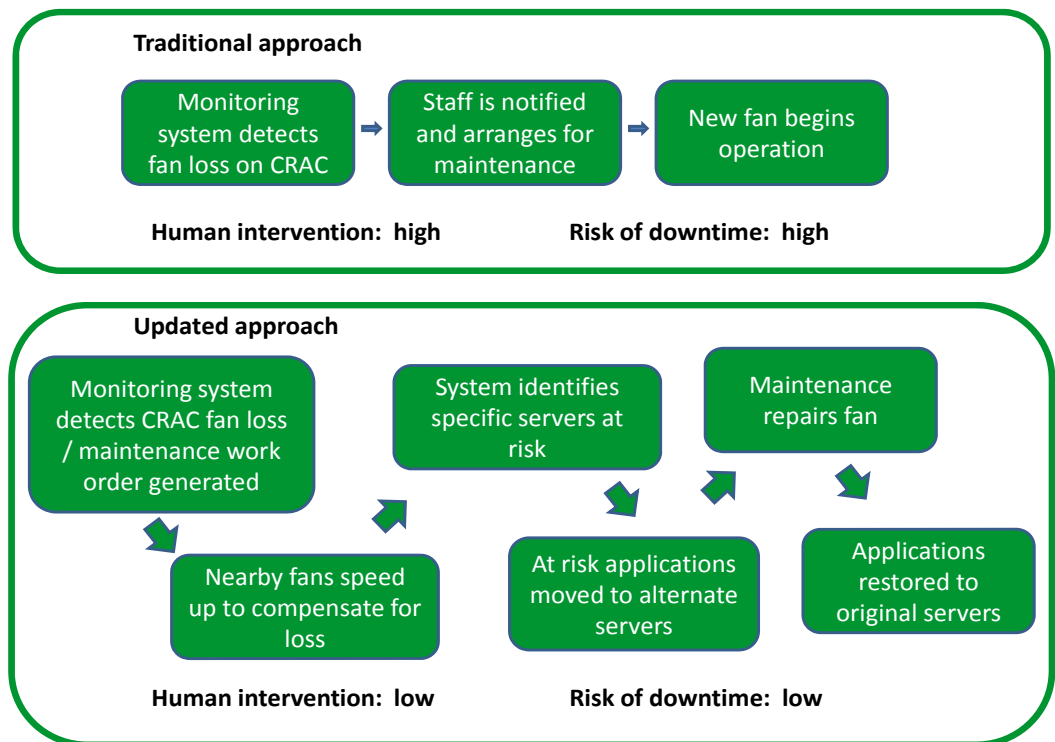 Traditional approach
Monitoring
system detects
fan loss on CRAC
Staff is notified
and arranges for
maintenance
New fan begins
operation
Human intervention:  high
Risk of downtime:  high
Updated approach
Monitoring system
detects CRAC fan loss
/ maintenance work
order generated
Nearby fans speed
up to compensate for
loss
System identifies
specific servers at
risk
At risk applications
moved to alternate
servers
Maintenance
repairs fan
Applications
restored to
original servers
Human intervention:  low
Risk of downtime:  low